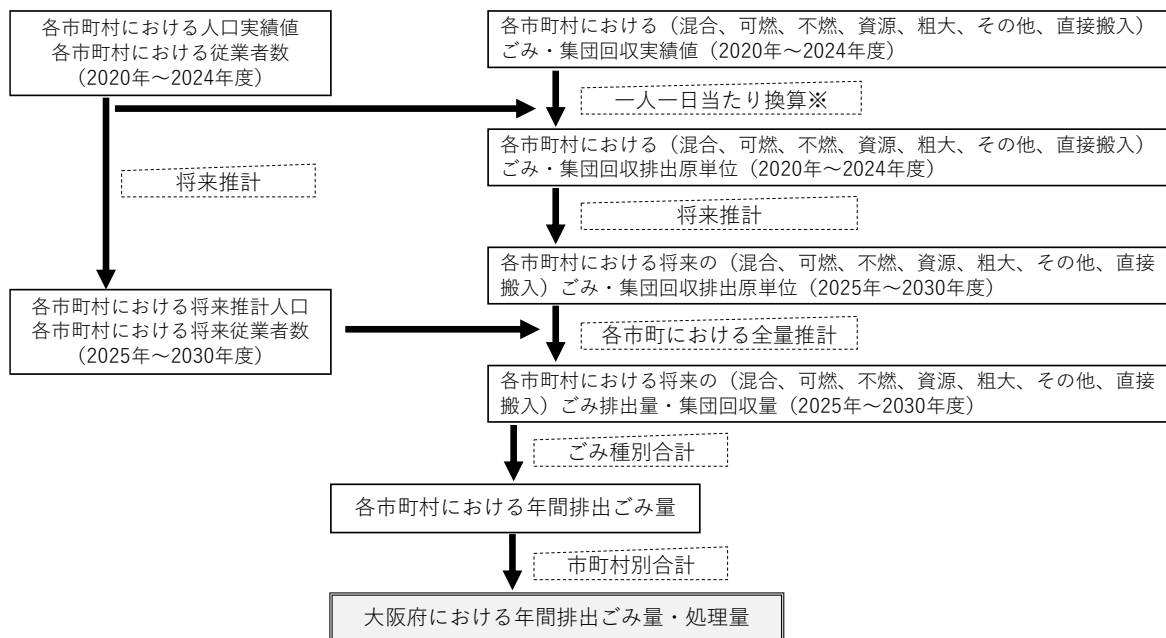 各市町村における人口実績値
各市町村における従業者数
(2020年～2024年度)
各市町村における(混合、可燃、不燃、資源、粗大、その他、直接搬入)
ごみ・集団回収実績値(2020年～2024年度)
一人一日当たり換算※
各市町村における(混合、可燃、不燃、資源、粗大、その他、直接搬入)
ごみ・集団回収排出原単位(2020年～2024年度)
将来推計
将来推計
各市町村における将来の(混合、可燃、不燃、資源、粗大、その他、直接
搬入)ごみ・集団回収排出原単位(2025年～2030年度)
各市町村における将来推計人口
各市町村における将来従業者数
(2025年～2030年度)
各市町における全量推計
各市町村における将来の(混合、可燃、不燃、資源、粗大、その他、直接
搬入)ごみ排出量・集団回収量(2025年～2030年度)
ごみ種別合計
各市町村における年間排出ごみ量
市町村別合計
大阪府における年間排出ごみ量・処理量